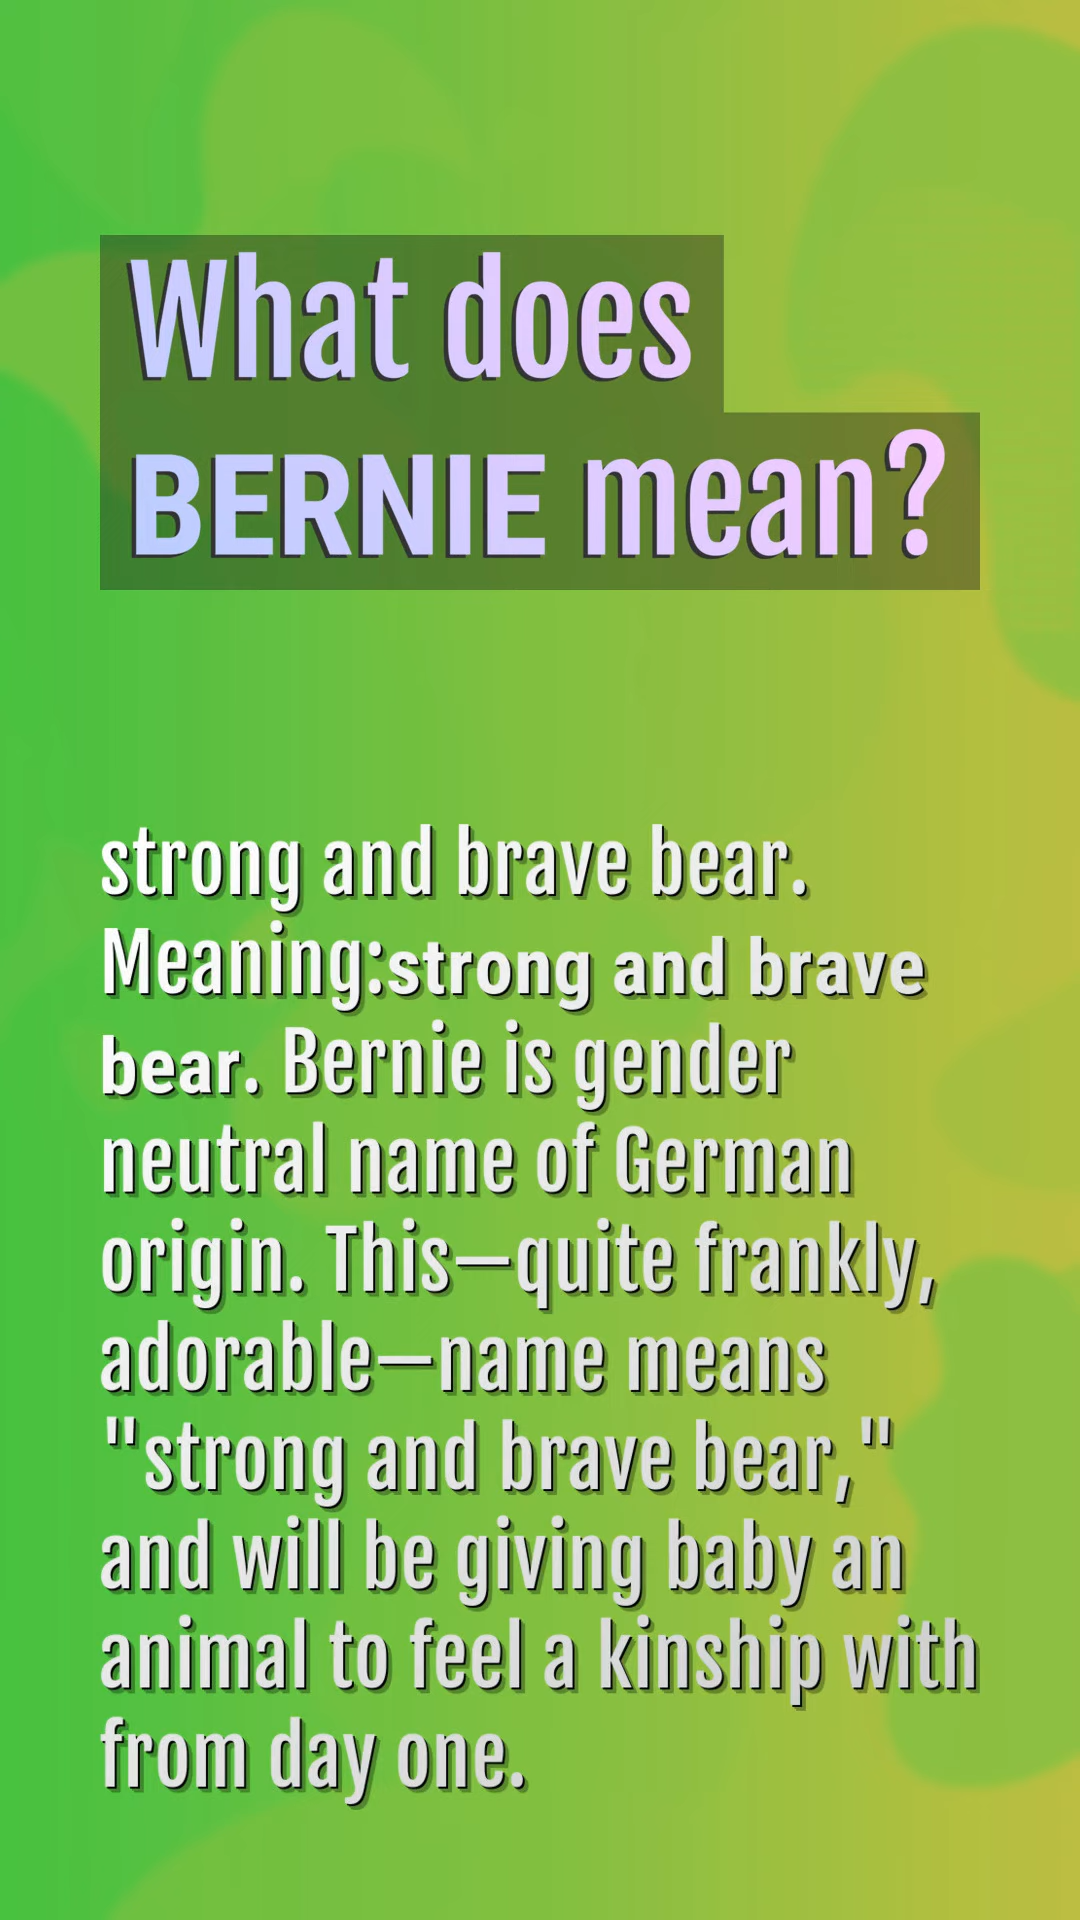 What does
BERNIE mean?
strong and brave bear.
Meaning:strong and brave
bear. Bernie is gender
neutral name of German
origin. This—quite frankly,
adorable—name means
"strong and brave bear,"
and will be giving baby an
animal to feel a kinship with
from day one.